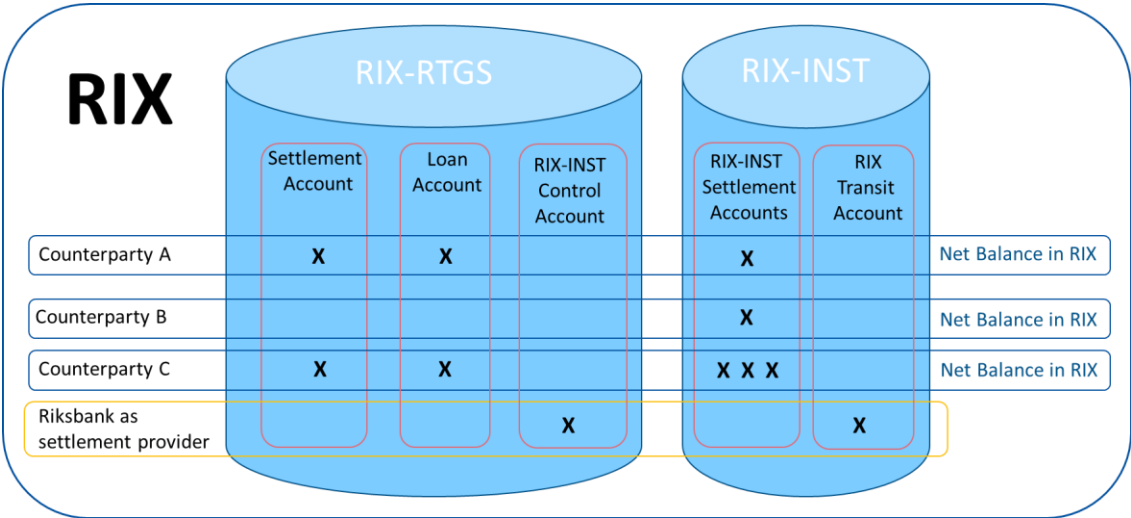 RIX
RIX-RTGS
RIX-INST
Settlement
Account
Loan
Account
RIX-INST
Control
Account
RIX-INST
Settlement
Accounts
RIX
Transit
Account
Counterparty A
X
X
X
Net Balance in RIX
Counterparty B
X
Net Balance in RIX
Counterparty C
X
X
X X X
Net Balance in RIX
Riksbank as
settlement provider
X
X